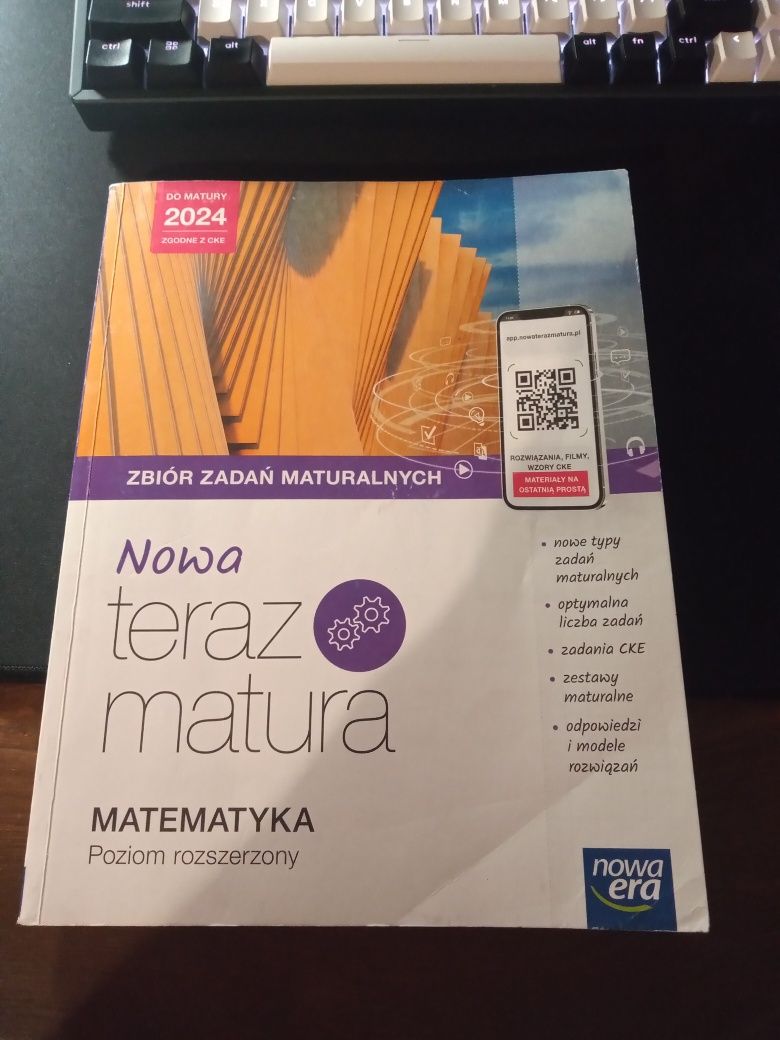 shift
ctrl
alt
alt
fn
ctrl
DO MATURY
2024
ZGODNE Z CKE
app.nowaterazmatura.pl
ROZWIĄZANIA, FILMY,
WZORY CKE
MATERIAŁY NA
OSTATNIĄ PROSTĄ
ZBIÓR ZADAŃ MATURALNYCH
Nowa
teraz
matura
• nowe typy
zadań
maturalnych
• optymalna
liczba zadań
• zadania CKE
• zestawy
maturalne
• odpowiedzi
i modele
rozwiązań
MATEMATYKA
Poziom rozszerzony
nowa
era